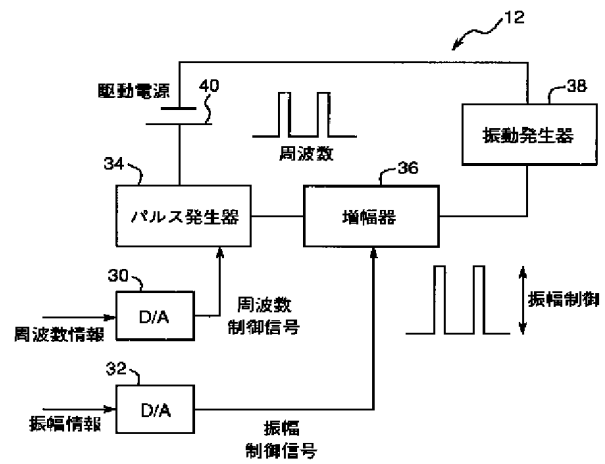 12
駆動電源
40
38
振動発生器
周波数
34
36
パルス発生器
増幅器
30
D/A
周波数
制御信号
振幅制御
周波数情報
32
D/A
振幅情報
振幅
制御信号